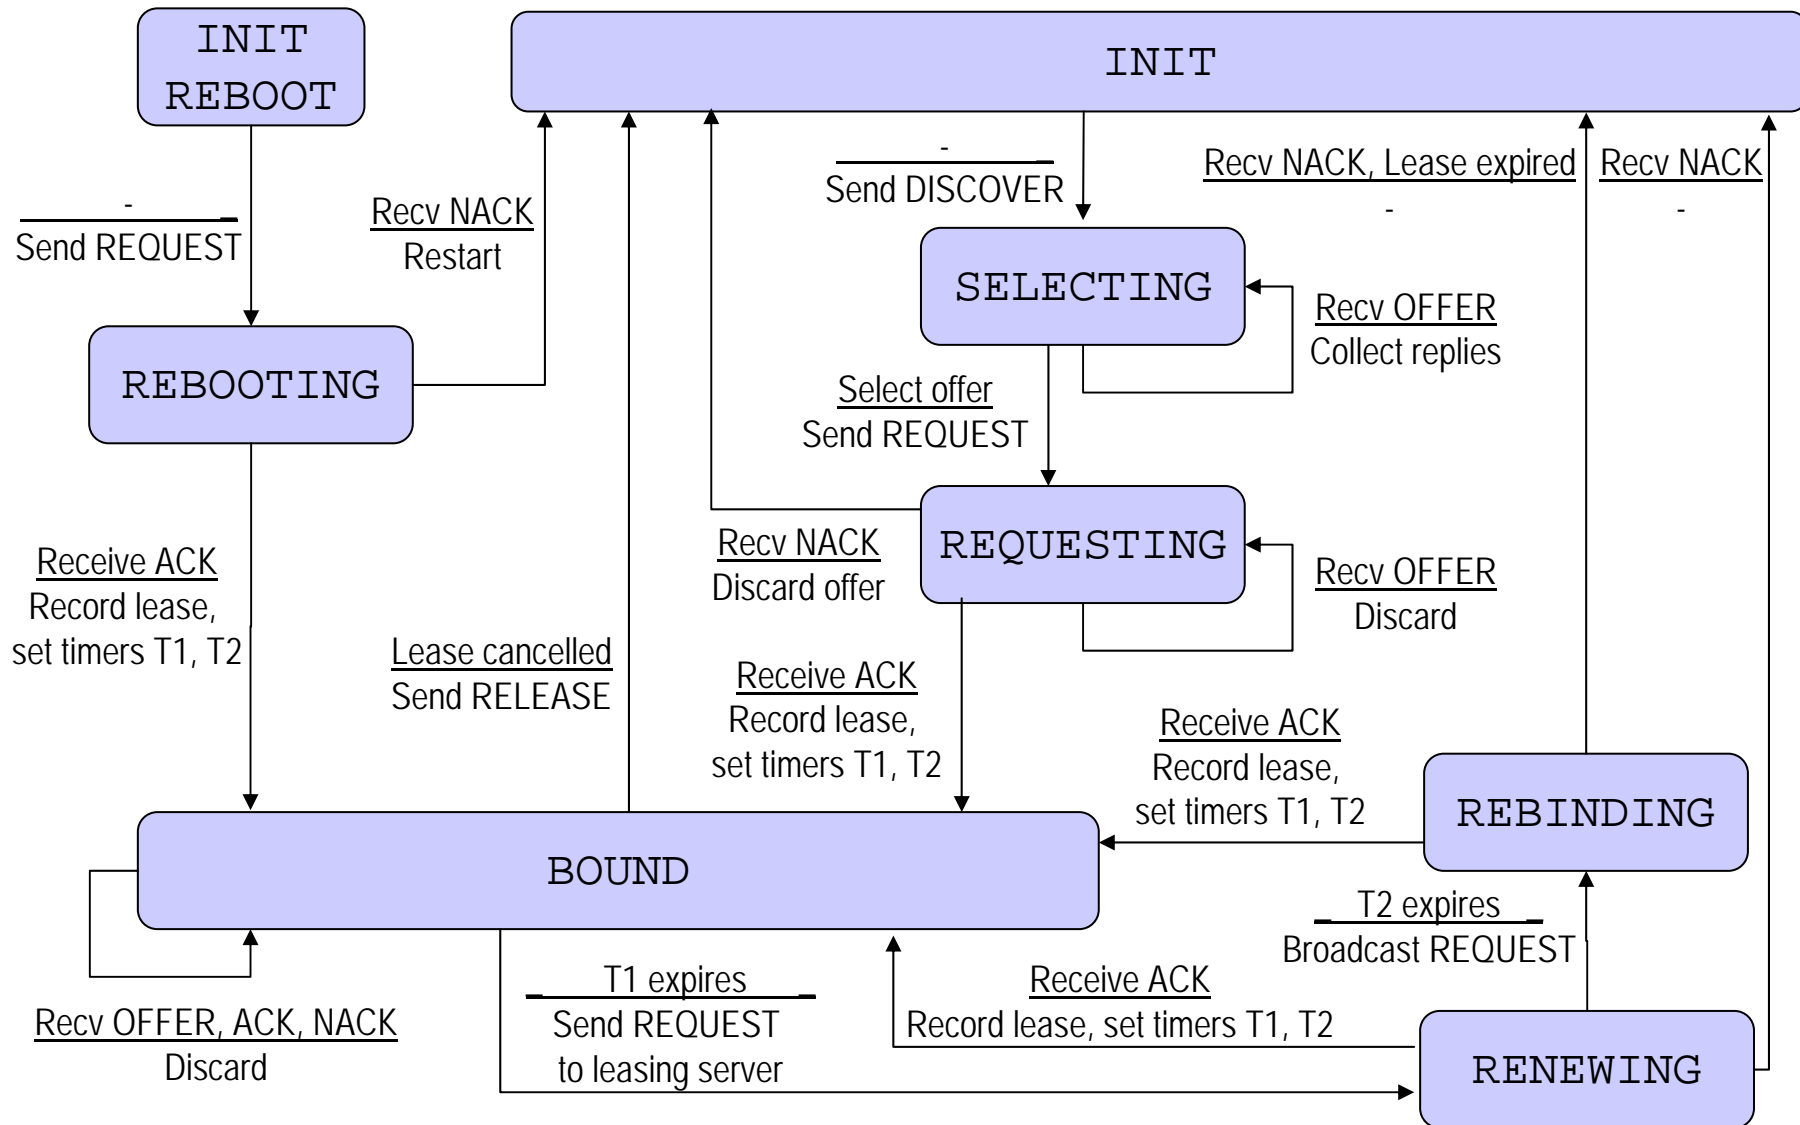 INIT
REBOOT
INIT
-
Send REQUEST
Recv NACK
Restart
-
Send DISCOVER
Recv NACK, Lease expired
-
Recv NACK
-
SELECTING
Recv OFFER
Collect replies
REBOOTING
Select offer
Send REQUEST
REQUESTING
Recv NACK
Discard offer
Recv OFFER
Discard
Receive ACK
Record lease,
set timers T1, T2
Lease cancelled
Send RELEASE
Receive ACK
Record lease,
set timers T1, T2
Receive ACK
Record lease,
set timers T1, T2
REBINDING
BOUND
T2 expires
Broadcast REQUEST
Recv OFFER, ACK, NACK
Discard
T1 expires
Send REQUEST
to leasing server
Receive ACK
Record lease, set timers T1, T2
RENEWING